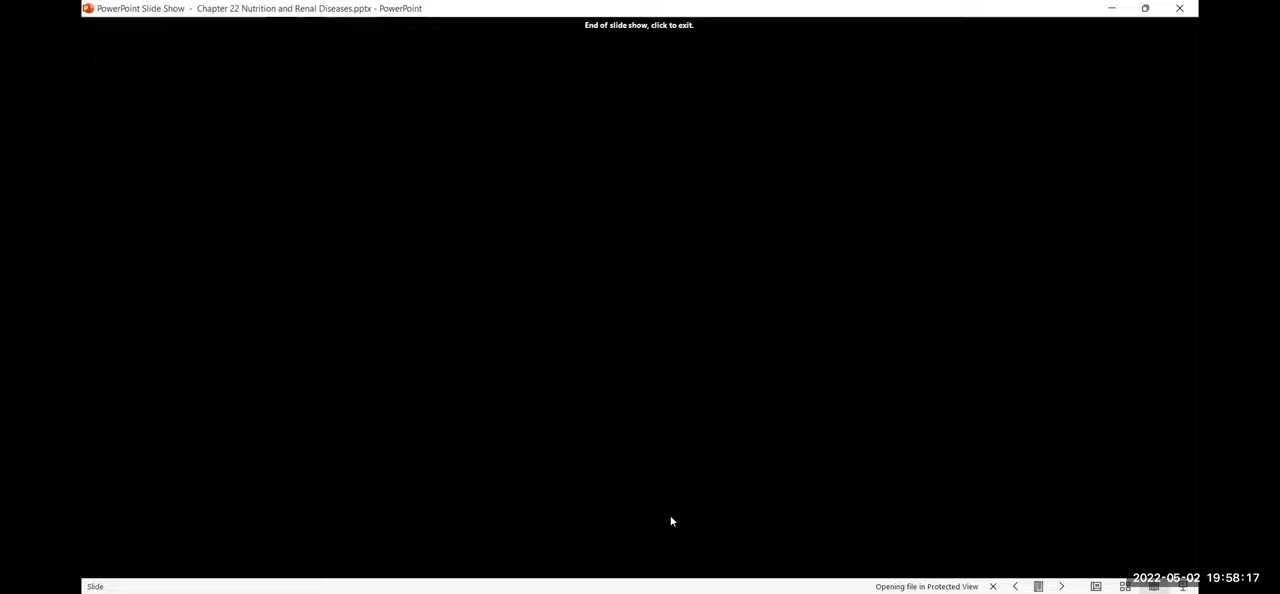 PowerPoint Slide Show - Chapter 22 Nutrition and Renal Diseases.pptx - PowerPoint
End of slide show, click to exit.
Slide
Opening file in Protected View
2022-05-02 19:58:17